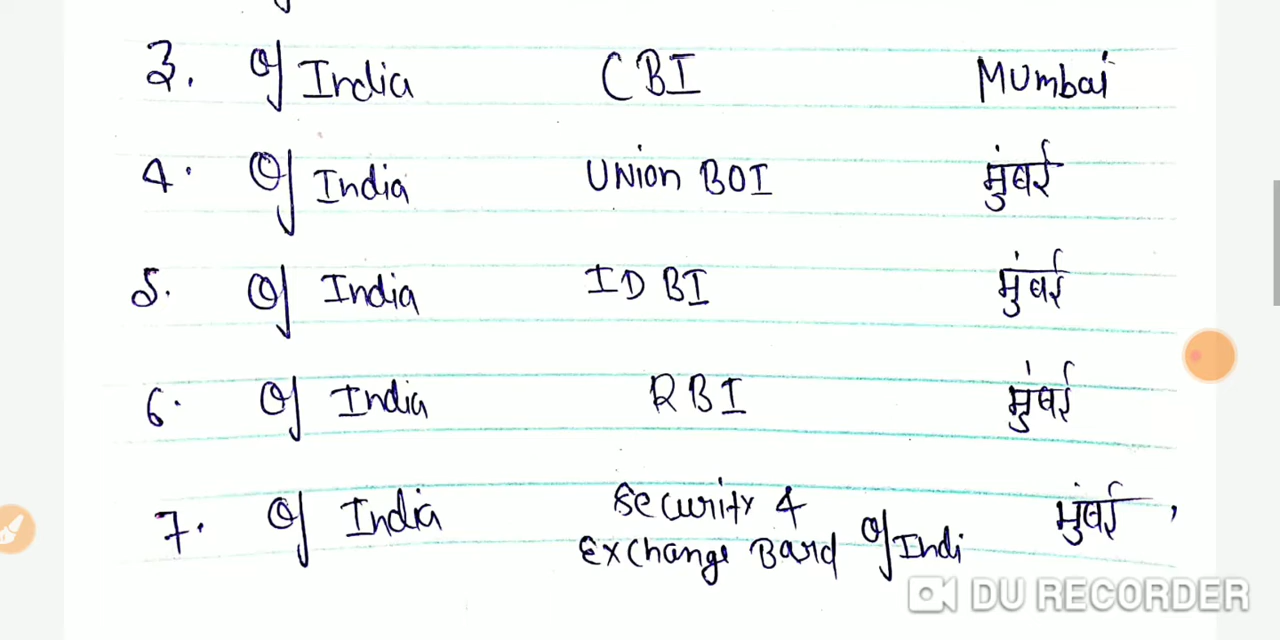 3. Of India CBI Mumbai
4. Of India Union BOI मुंबई
5. Of India IDBI मुंबई
6. Of India RBI मुंबई
7. Of India Security & मुंबई,
Exchange Bard Of Indi
DU RECORDER